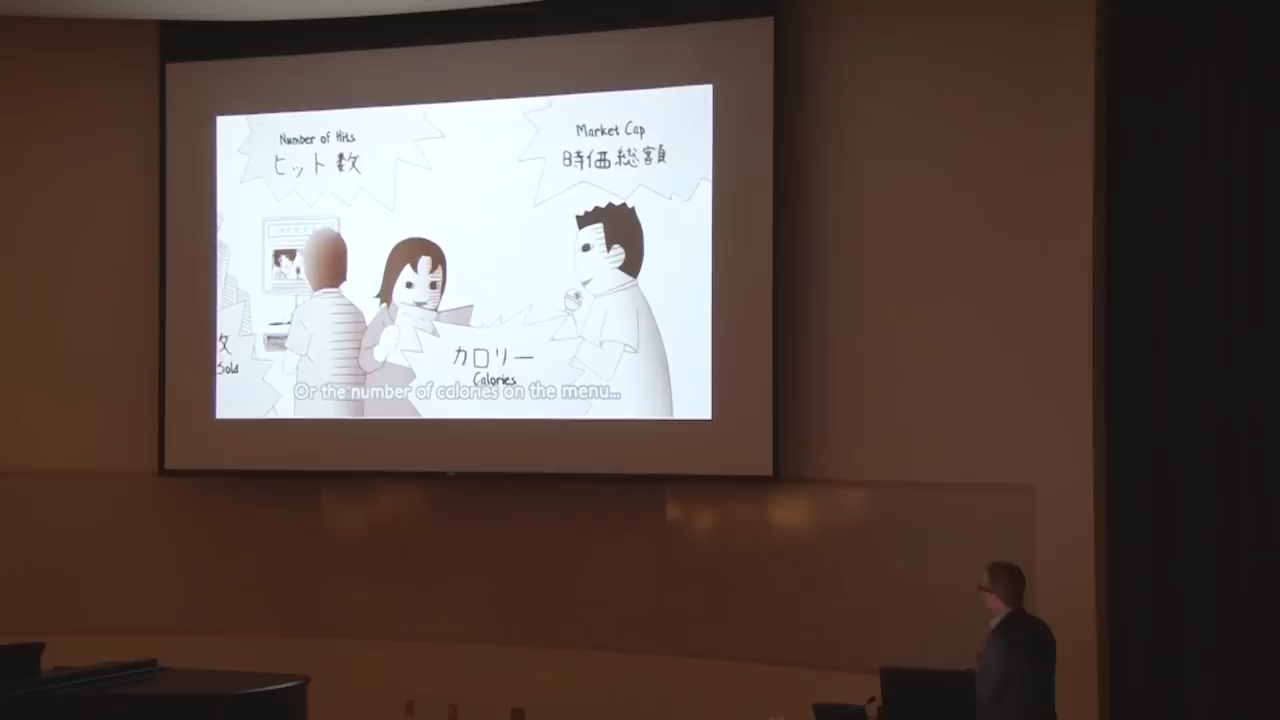 Number of Hits
ヒット数
Market Cap
時価総額
数
Sold
カロリー
Calories
Or the number of calories on the menu...